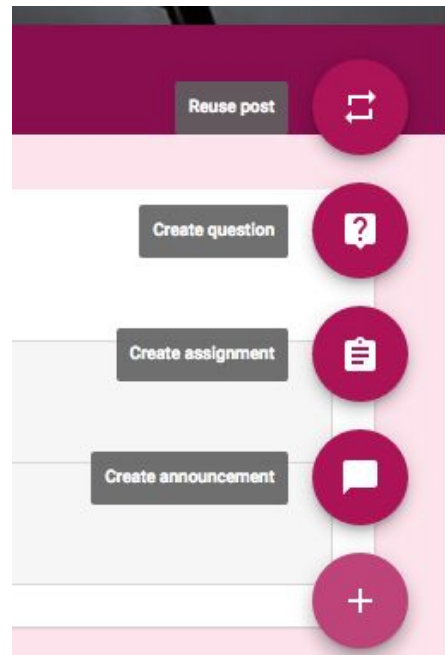 Reuse post
Create question
Create assignment
Create announcement